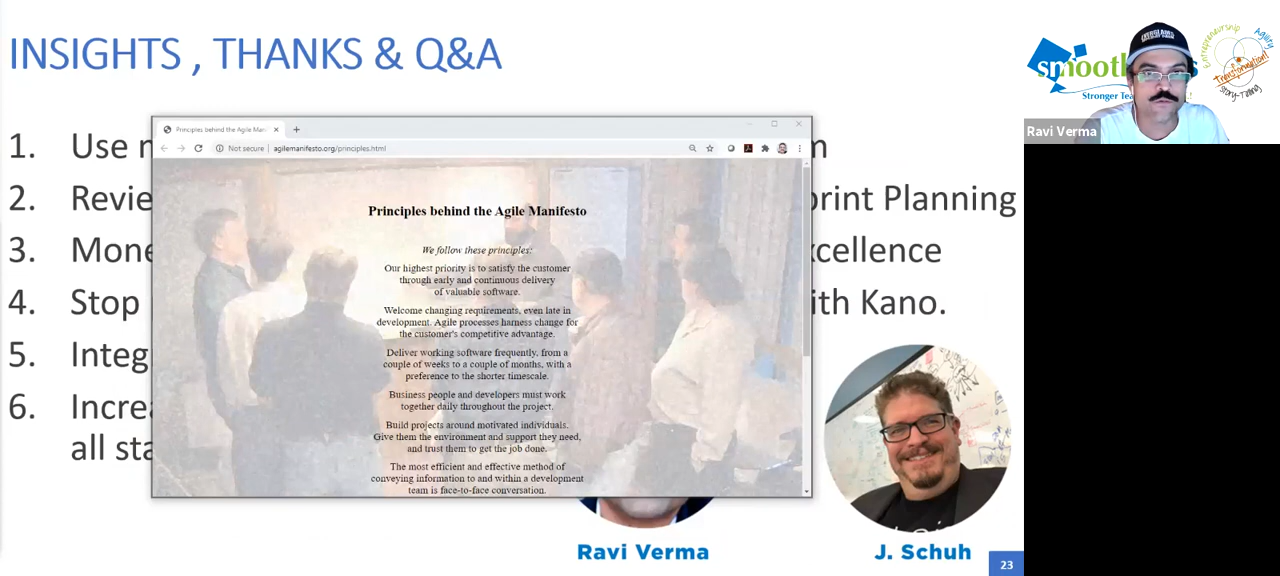 INSIGHTS , THANKS & Q&A
1. Use
2. Revie
print Planning
3. Mone
xcellence
4. Stop
ith Kano.
5. Integ
6. Increa
all sta
Principles behind the Agile Man
Not secure
agilemanifesto.org/principles.html
Principles behind the Agile Manifesto
We follow these principles:
Our highest priority is to satisfy the customer
through early and continuous delivery
of valuable software.
Welcome changing requirements, even late in
development. Agile processes harness change for
the customer's competitive advantage.
Deliver working software frequently, from a
couple of weeks to a couple of months, with a
preference to the shorter timescale.
Business people and developers must work
together daily throughout the project.
Build projects around motivated individuals.
Give them the environment and support they need,
and trust them to get the job done.
The most efficient and effective method of
conveying information to and within a development
team is face-to-face conversation.
Ravi Verma
J. Schuh
23
smooth
Stronger Tea
Entrepreneurship
Agility
Transformation!
Story-Telling
Ravi Verma